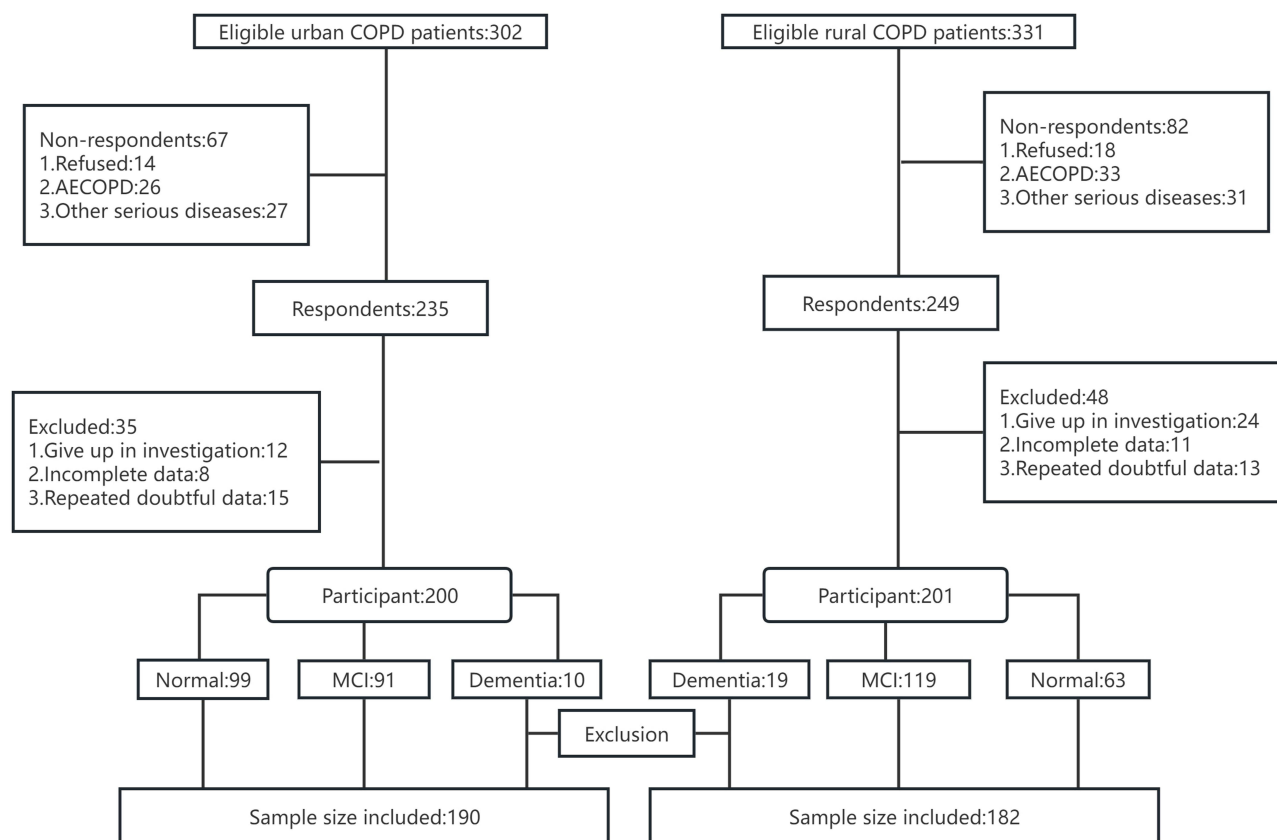 Eligible urban COPD patients:302
Eligible rural COPD patients:331
Non-respondents:67
1.Refused:14
2.AECOPD:26
3.Other serious diseases:27
Non-respondents:82
1.Refused:18
2.AECOPD:33
3.Other serious diseases:31
Respondents:235
Respondents:249
Excluded:35
1.Give up in investigation:12
2.Incomplete data:8
3.Repeated doubtful data:15
Excluded:48
1.Give up in investigation:24
2.Incomplete data:11
3.Repeated doubtful data:13
Participant:200
Participant:201
Normal:99
MCI:91
Dementia:10
Dementia:19
MCI:119
Normal:63
Exclusion
Sample size included:190
Sample size included:182